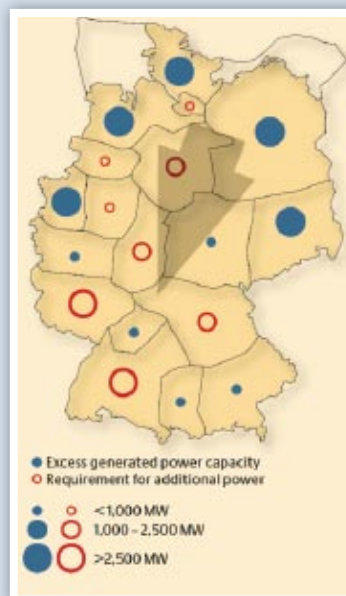 Excess generated power capacity
Requirement for additional power
<1,000 MW
1,000 – 2,500 MW
>2,500 MW